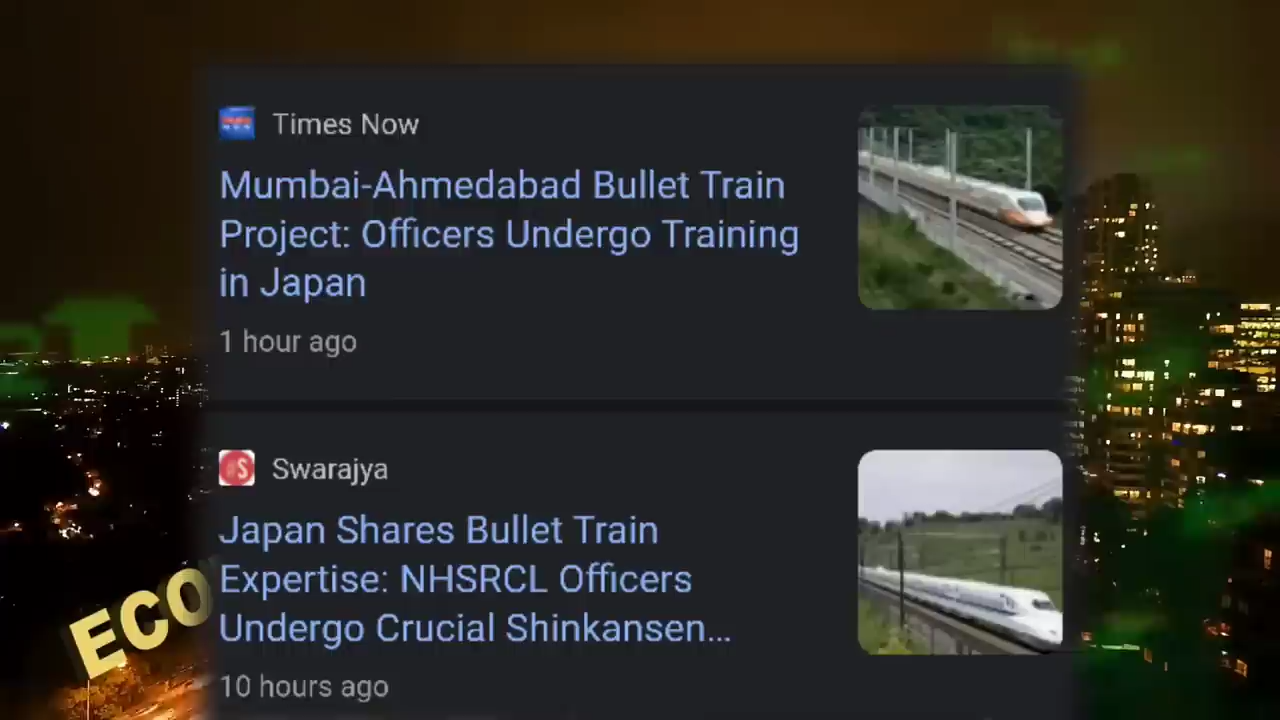 Times Now
Mumbai-Ahmedabad Bullet Train
Project: Officers Undergo Training
in Japan
1 hour ago
Swarajya
Japan Shares Bullet Train
Expertise: NHSRCL Officers
Undergo Crucial Shinkansen...
10 hours ago
ECO